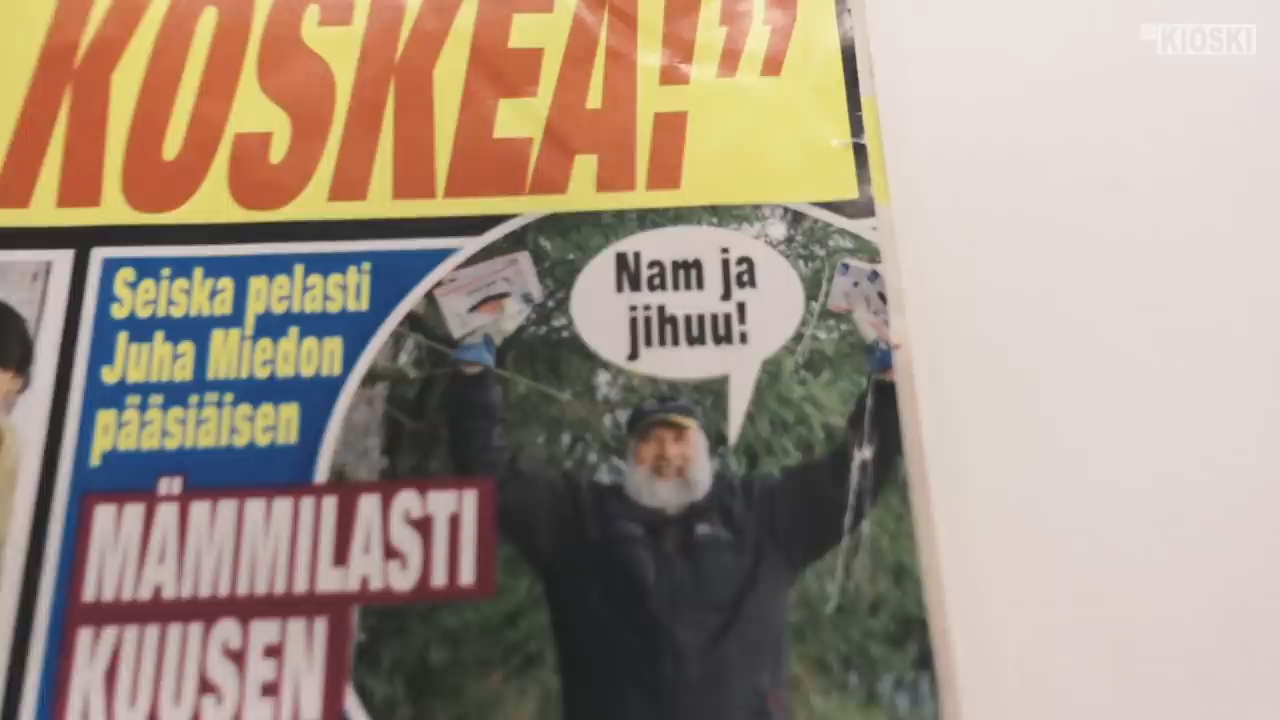 KIOSKI
KOSKEA!"
Nam ja
jihuu!
Seiska pelasti
Juha Miedon
pääsiäisen
MÄMMILASTI
KUUSEN